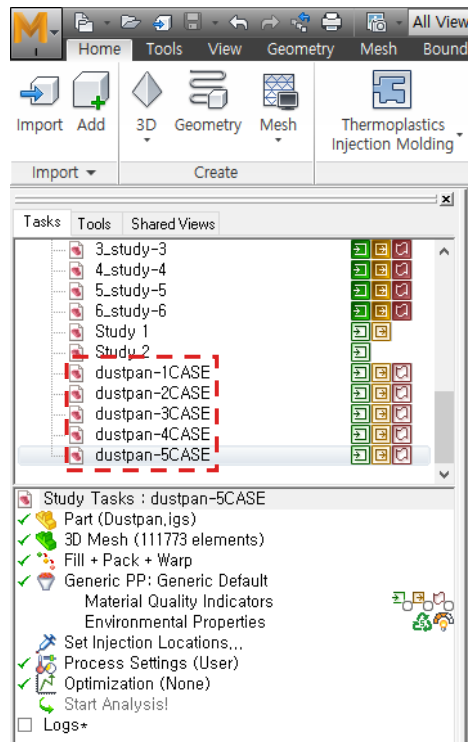 All View
Home Tools View Geometry Mesh Bound
Import Add 3D Geometry Mesh Thermoplastics
Injection Molding
Import Create
Tasks Tools Shared Views
3_study-3
4_study-4
5_study-5
6_study-6
Study 1
Study 2
dustpan-1CASE
dustpan-2CASE
dustpan-3CASE
dustpan-4CASE
dustpan-5CASE
Study Tasks : dustpan-5CASE
Part (Dustpan,igs)
3D Mesh (111773 elements)
Fill + Pack + Warp
Generic PP: Generic Default
Material Quality Indicators
Environmental Properties
Set Injection Locations,,,
Process Settings (User)
Optimization (None)
Start Analysis!
Logs*